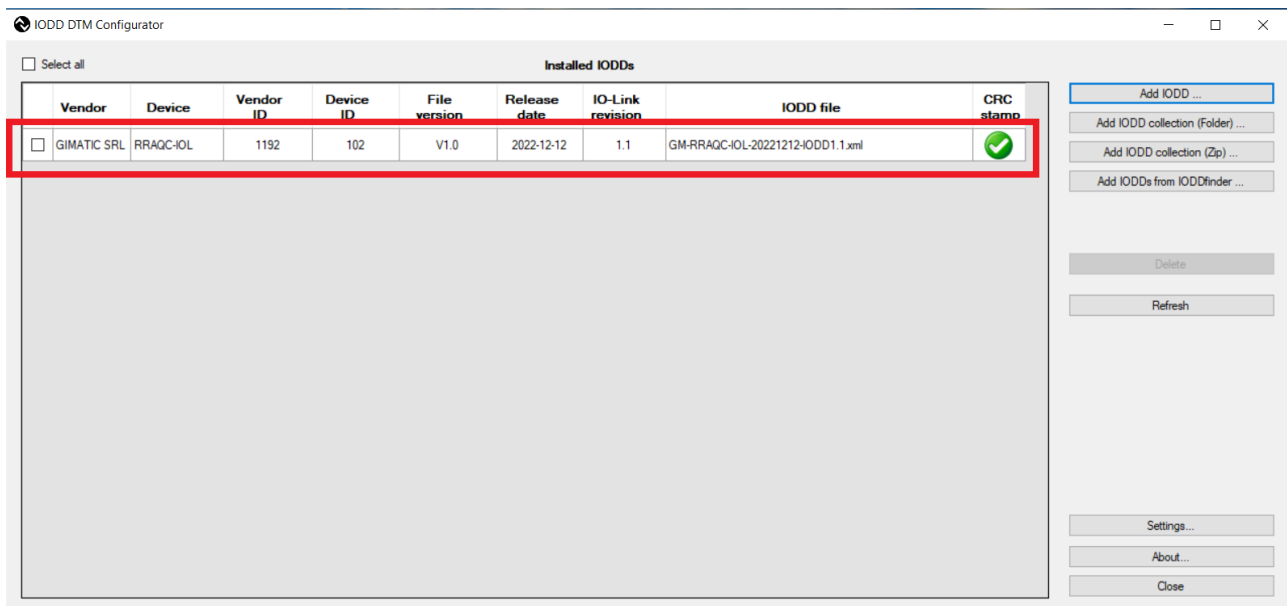 IODD DTM Configurator
Select all
Installed IODDs
Vendor Device Vendor ID Device ID File version Release date IO-Link revision IODD file CRC stamp
GIMATIC SRL RRAQC-IOL 1192 102 V1.0 2022-12-12 1.1 GM-RRAQC-IOL-20221212-IODD1.1.xml
Add IODD ...
Add IODD collection (Folder) ...
Add IODD collection (Zip) ...
Add IODDs from IODDfinder ...
Delete
Refresh
Settings...
About...
Close